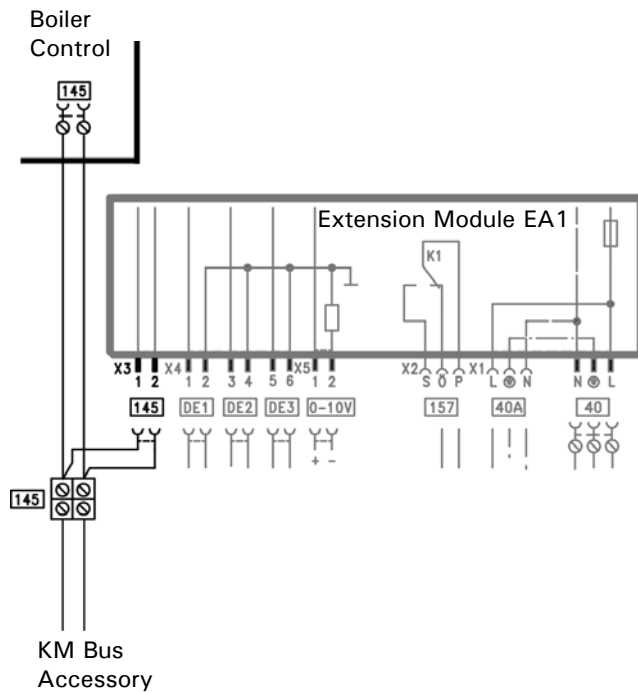 Boiler
Control
145
Extension Module EA1
K1
X3 X4 X5 X2 X1
1 2 1 2 3 4 5 6 1 2 S Ö P L N N L
145 DE1 DE2 DE3 0-10V 157 40A 40
+ -
145
KM Bus
Accessory